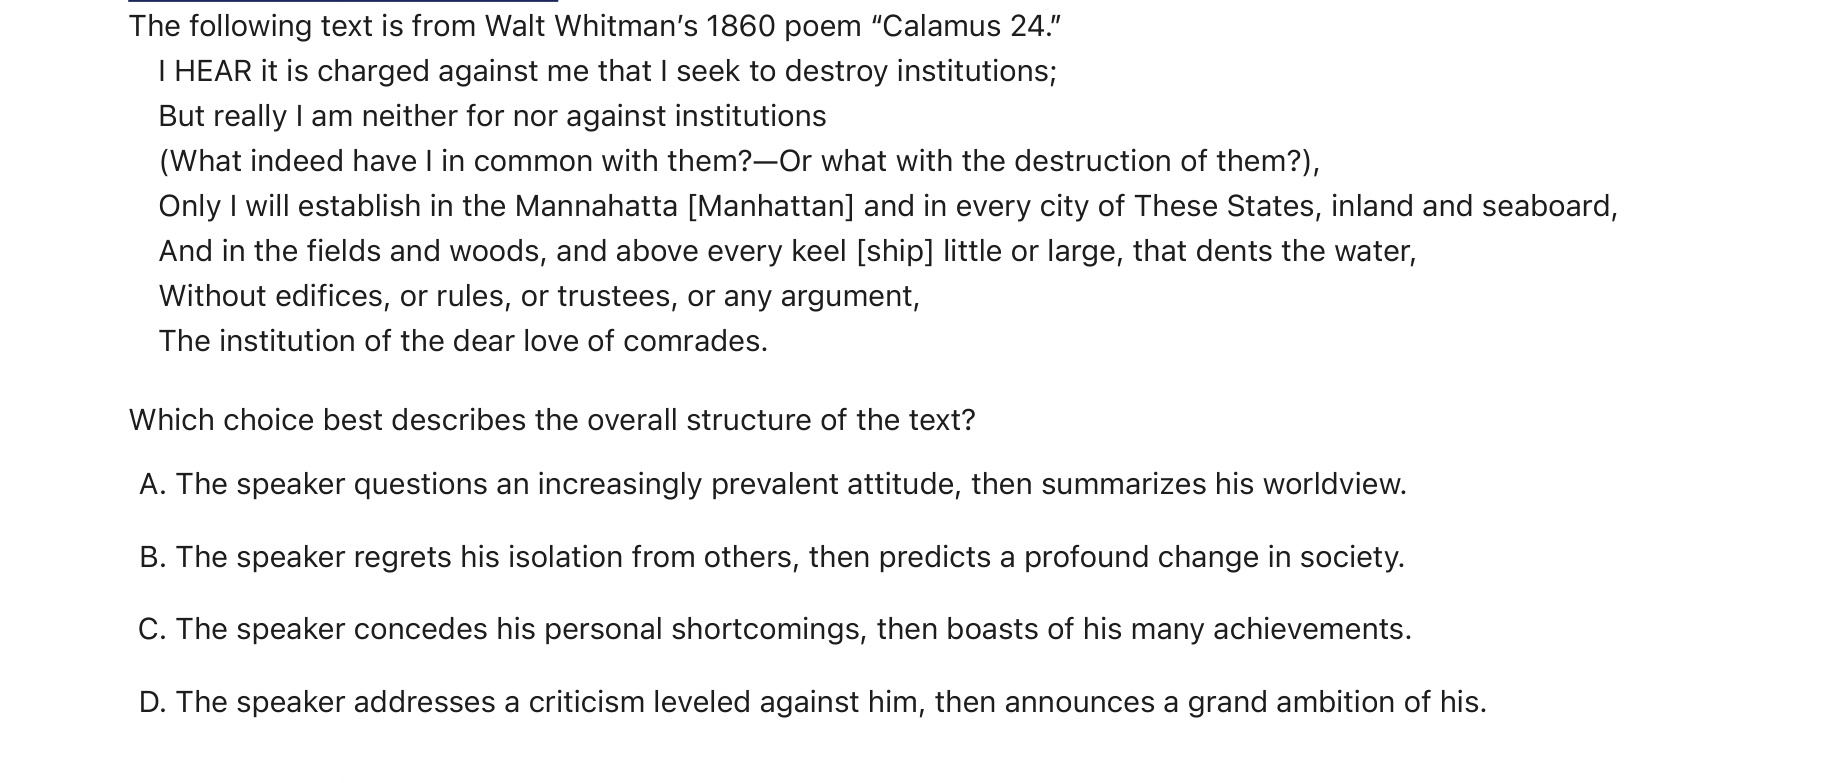 The following text is from Walt Whitman’s 1860 poem “Calamus 24.”
I HEAR it is charged against me that I seek to destroy institutions;
But really I am neither for nor against institutions
(What indeed have I in common with them?—Or what with the destruction of them?),
Only I will establish in the Mannahatta [Manhattan] and in every city of These States, inland and seaboard,
And in the fields and woods, and above every keel [ship] little or large, that dents the water,
Without edifices, or rules, or trustees, or any argument,
The institution of the dear love of comrades.
Which choice best describes the overall structure of the text?
A. The speaker questions an increasingly prevalent attitude, then summarizes his worldview.
B. The speaker regrets his isolation from others, then predicts a profound change in society.
C. The speaker concedes his personal shortcomings, then boasts of his many achievements.
D. The speaker addresses a criticism leveled against him, then announces a grand ambition of his.